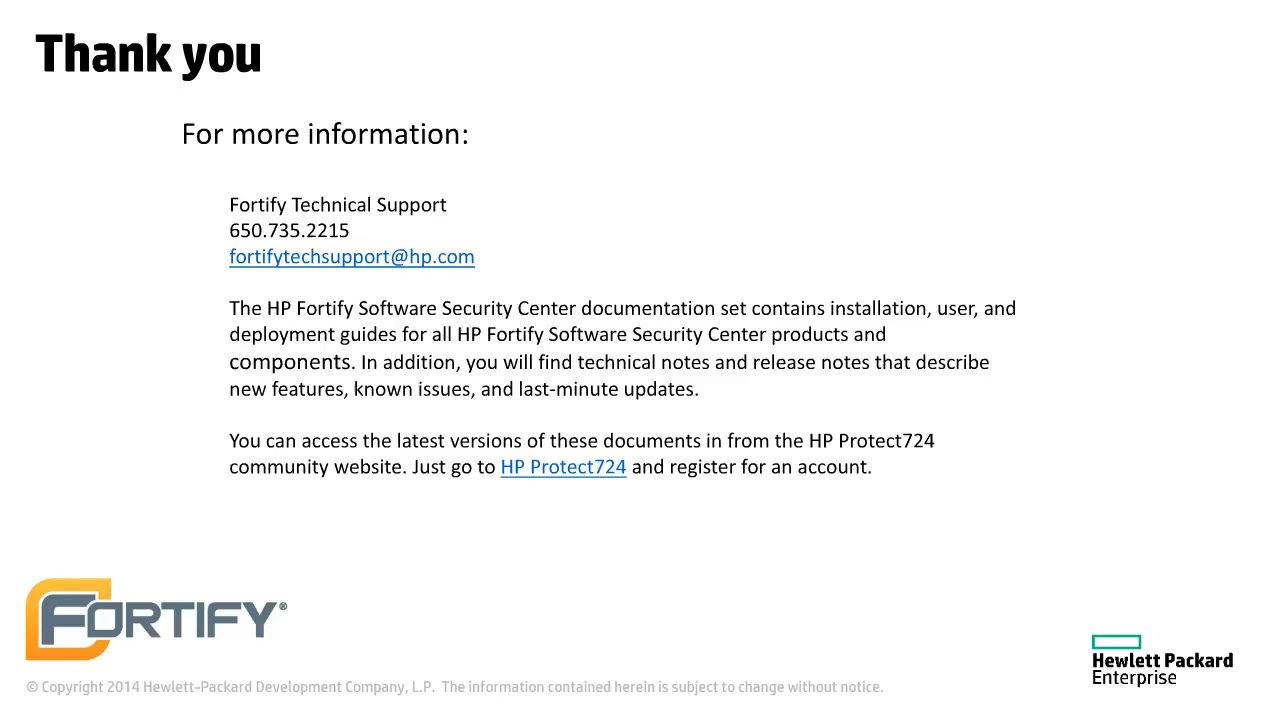 Thank you
For more information:
Fortify Technical Support
650.735.2215
fortifytechsupport@hp.com
The HP Fortify Software Security Center documentation set contains installation, user, and
deployment guides for all HP Fortify Software Security Center products and
components. In addition, you will find technical notes and release notes that describe
new features, known issues, and last-minute updates.
You can access the latest versions of these documents in from the HP Protect724
community website. Just go to HP Protect724 and register for an account.
FORTIFY®
Hewlett Packard
Enterprise
© Copyright 2014 Hewlett-Packard Development Company, L.P. The information contained herein is subject to change without notice.